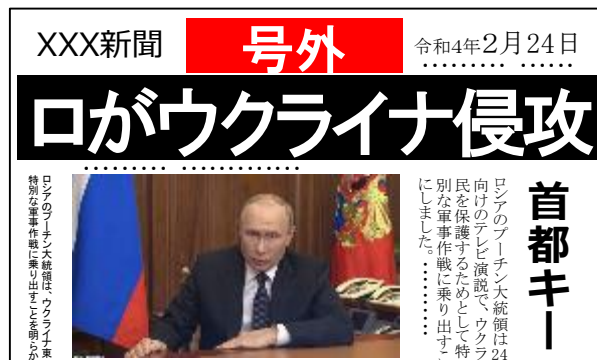 XXX新聞
号外
令和4年2月24日
ロがウクライナ侵攻
首都キー
ロシアのプーチン大統領は24
向けのテレビ演説で、ウクラ
民を保護するためとして特
別な軍事作戦に乗り出すこ
にしました。…………
ロシアのプーチン大統領は、ウクライナ東
特別な軍事作戦に乗り出すことを明らか